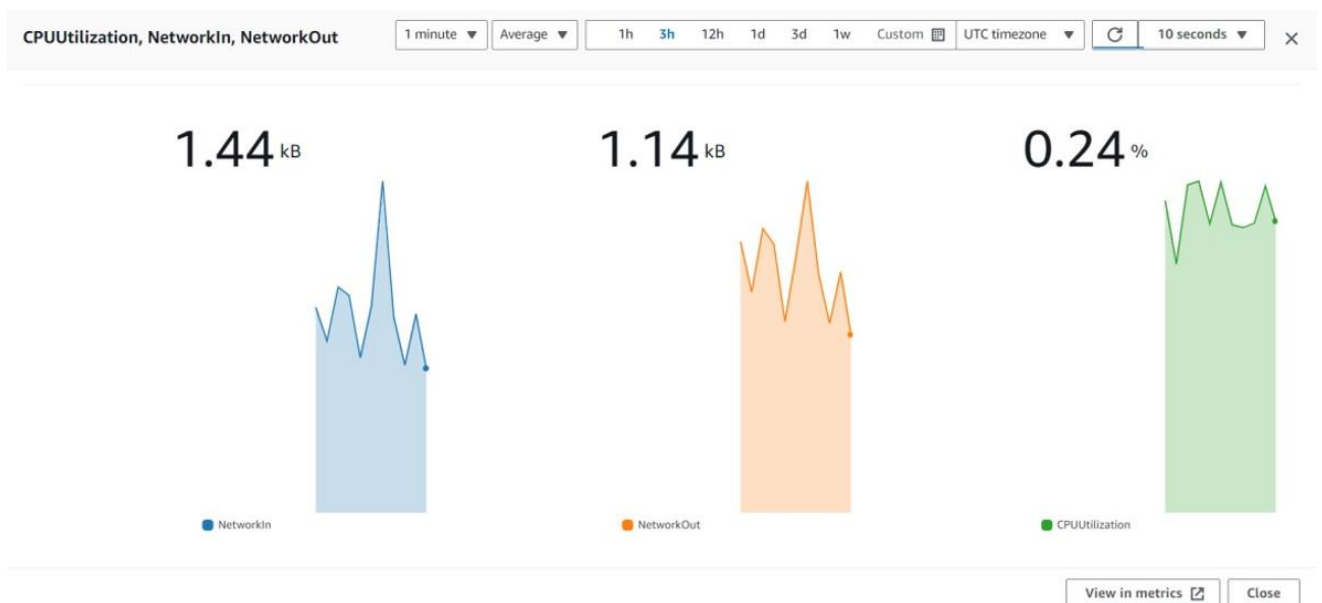 CPUUtilization, NetworkIn, NetworkOut
1 minute
Average
1h 3h 12h 1d 3d 1w Custom
UTC timezone
10 seconds
1.44 kB
1.14 kB
0.24 %
NetworkIn
NetworkOut
CPUUtilization
View in metrics
Close